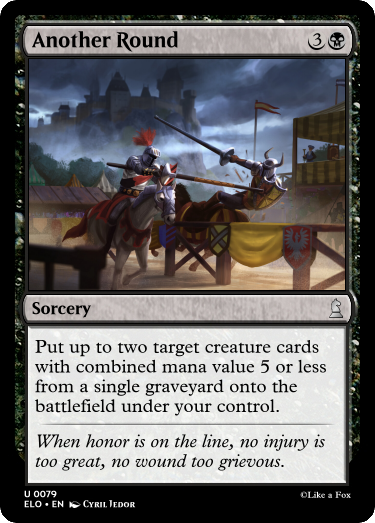 Another Round 3
Sorcery
Put up to two target creature cards
with combined mana value 5 or less
from a single graveyard onto the
battlefield under your control.
When honor is on the line, no injury is
too great, no wound too grievous.
U 0079
ELO • EN Cyril Jedor
©Like a Fox